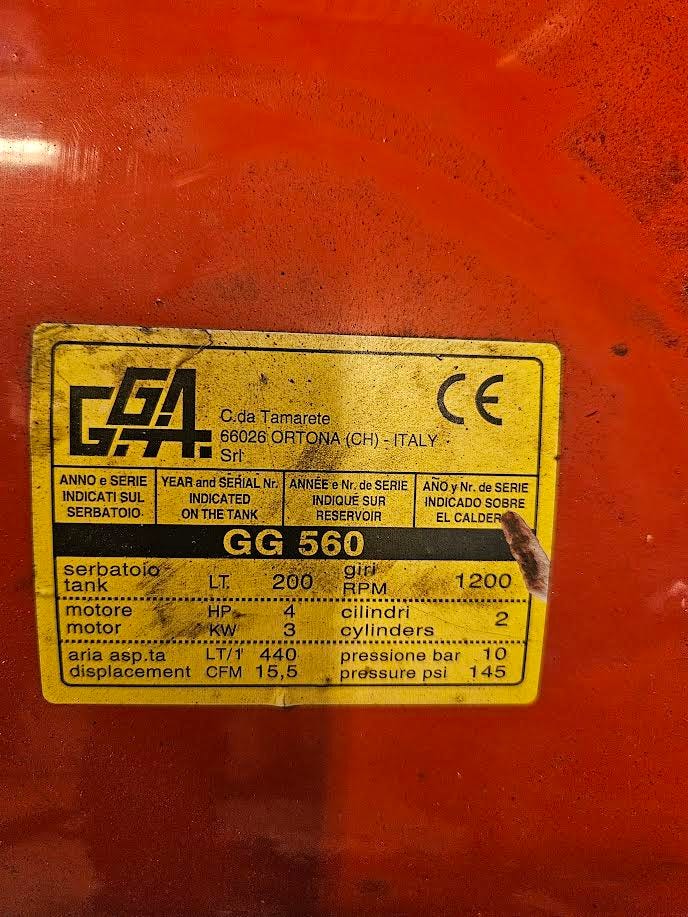 GGA
C.da Tamarete
66026 ORTONA (CH) - ITALY
Srl
CE
ANNO e SERIE
INDICATI SUL
SERBATOIO
YEAR and SERIAL Nr.
INDICATED
ON THE TANK
ANNÉE e Nr. de SERIE
INDIQUE SUR
RESERVOIR
AÑO y Nr. de SERIE
INDICADO SOBRE
EL CALDER
GG 560
serbatoio
tank LT 200
giri
RPM 1200
motore HP 4
motor KW 3
cilindri
cylinders 2
aria asp.ta LT/1' 440
displacement CFM 15,5
pressione bar 10
pressure psi 145